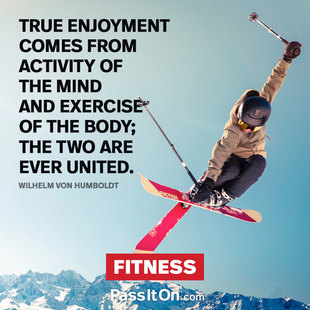 TRUE ENJOYMENT
COMES FROM
ACTIVITY OF
THE MIND
AND EXERCISE
OF THE BODY;
THE TWO ARE
EVER UNITED.
WILHELM VON HUMBOLDT
FITNESS
PassItOn.com